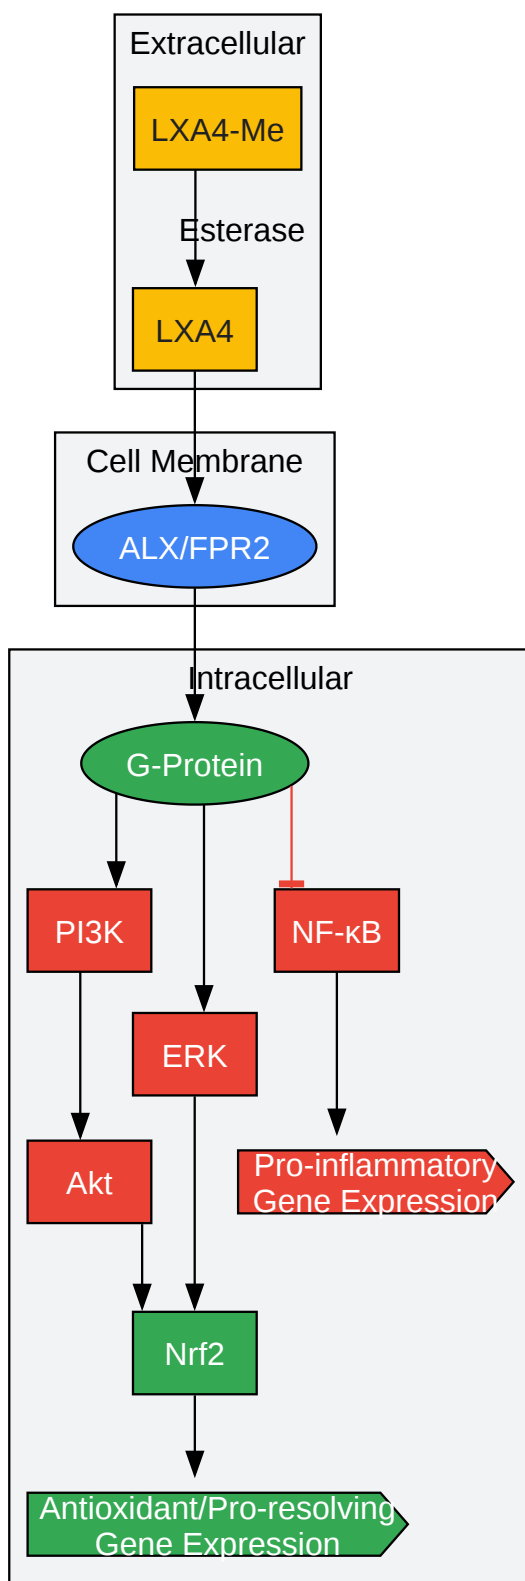 Extracellular
LXA4-Me
Esterase
LXA4
Cell Membrane
ALX/FPR2
Intracellular
G-Protein
PI3K
NF-κB
ERK
Akt
Pro-inflammatory
Gene Expression
Nrf2
Antioxidant/Pro-resolving
Gene Expression